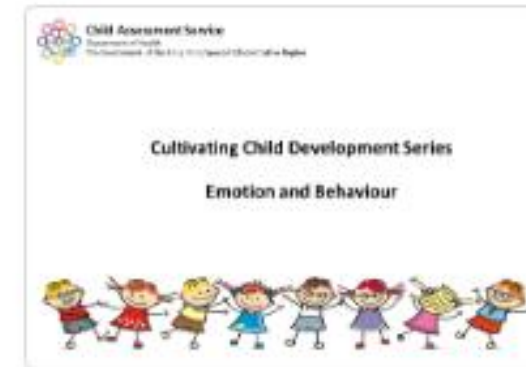 Child Assessment Service
Department of Health
Cultivating Child Development Series
Emotion and Behaviour